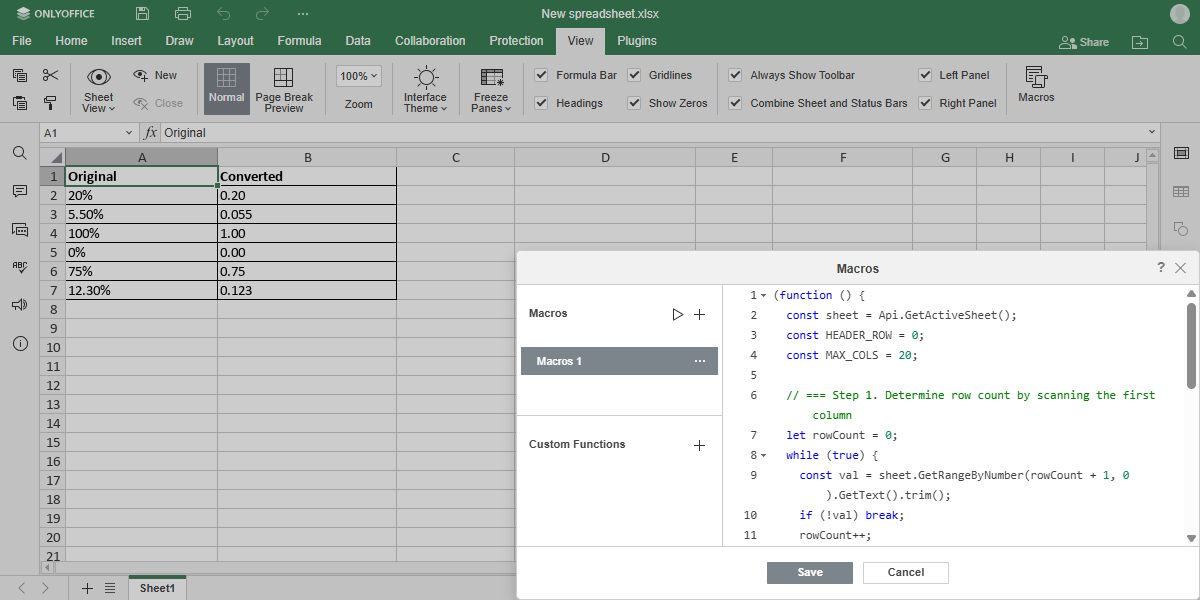 ONLYOFFICE
New spreadsheet.xlsx
File Home Insert Draw Layout Formula Data Collaboration Protection View Plugins
Share
Sheet View
New
Close
Normal
Page Break Preview
100%
Zoom
Interface Theme
Freeze Panes
Formula Bar
Headings
Gridlines
Show Zeros
Always Show Toolbar
Combine Sheet and Status Bars
Left Panel
Right Panel
Macros
A1 fx Original
A B C D E F G H I J
1 Original Converted
2 20% 0.20
3 5.50% 0.055
4 100% 1.00
5 0% 0.00
6 75% 0.75
7 12.30% 0.123
8
9
10
11
12
13
14
15
16
17
18
19
20
21
ABC
Sheet1
Macros
?
Macros
Macros 1
Custom Functions
1 (function () {
2 const sheet = Api.GetActiveSheet();
3 const HEADER_ROW = 0;
4 const MAX_COLS = 20;
5
6 // === Step 1. Determine row count by scanning the first
column
7 let rowCount = 0;
8 while (true) {
9 const val = sheet.GetRangeByNumber(rowCount + 1, 0
).GetText().trim();
10 if (!val) break;
11 rowCount++;
Save Cancel